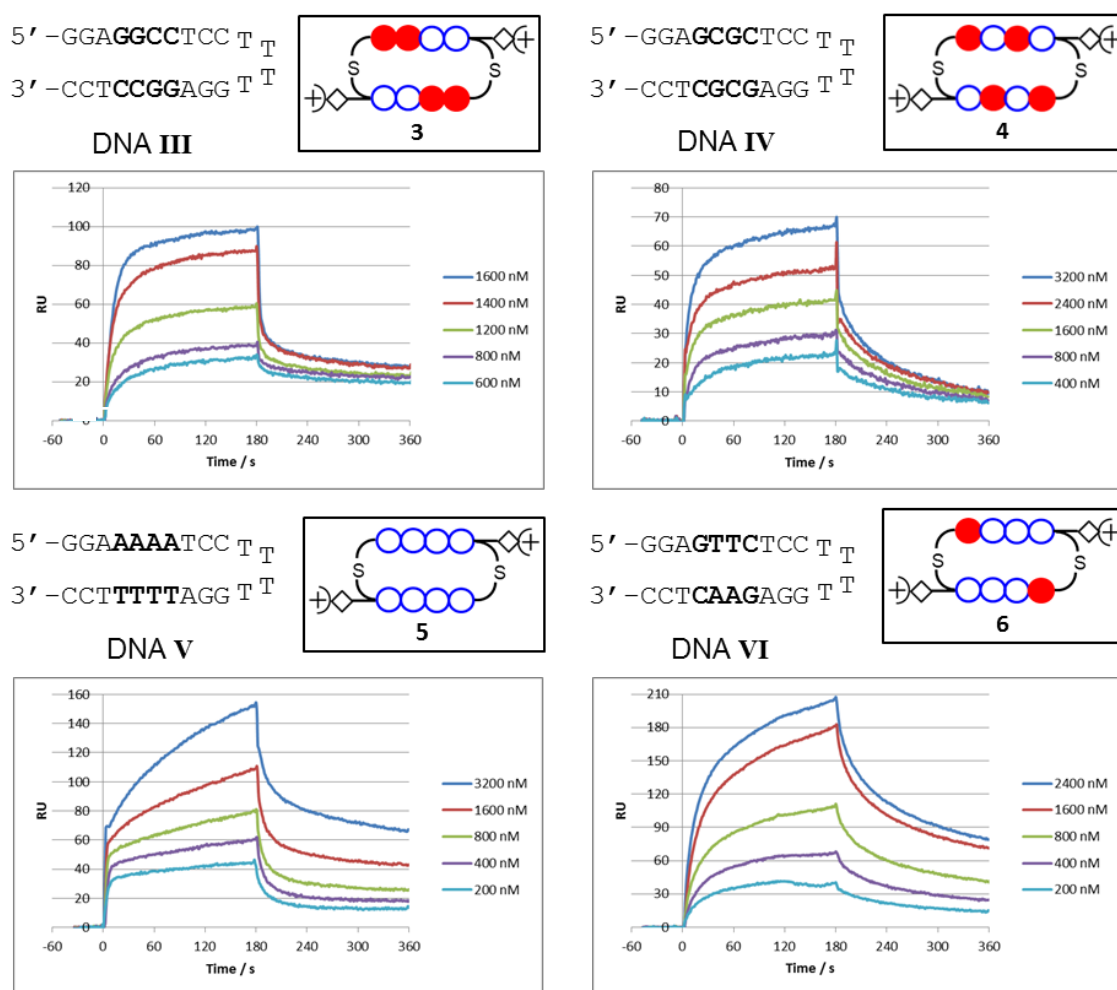 5'-GGAGGCCTCC T T
3'-CCTCCGGAGG T T
DNA III
S
S
3
5'-GGAGCGCTCC T T
3'-CCTCGCGAGG T T
DNA IV
S
S
4
120
100
80
60
40
20
0
-60 0 60 120 180 240 300 360
RU
Time / s
1600 nM
1400 nM
1200 nM
800 nM
600 nM
80
70
60
50
40
30
20
10
0
-60 0 60 120 180 240 300 360
RU
Time / s
3200 nM
2400 nM
1600 nM
800 nM
400 nM
5'-GGAAAAATCC T T
3'-CCTTTTTAGG T T
DNA V
S
S
5
5'-GGAGTTCTCC T T
3'-CCTCAAGAGG T T
DNA VI
S
S
6
160
140
120
100
80
60
40
20
0
-60 0 60 120 180 240 300 360
RU
Time / s
3200 nM
1600 nM
800 nM
400 nM
200 nM
210
180
150
120
90
60
30
0
-60 0 60 120 180 240 300 360
RU
Time / s
2400 nM
1600 nM
800 nM
400 nM
200 nM